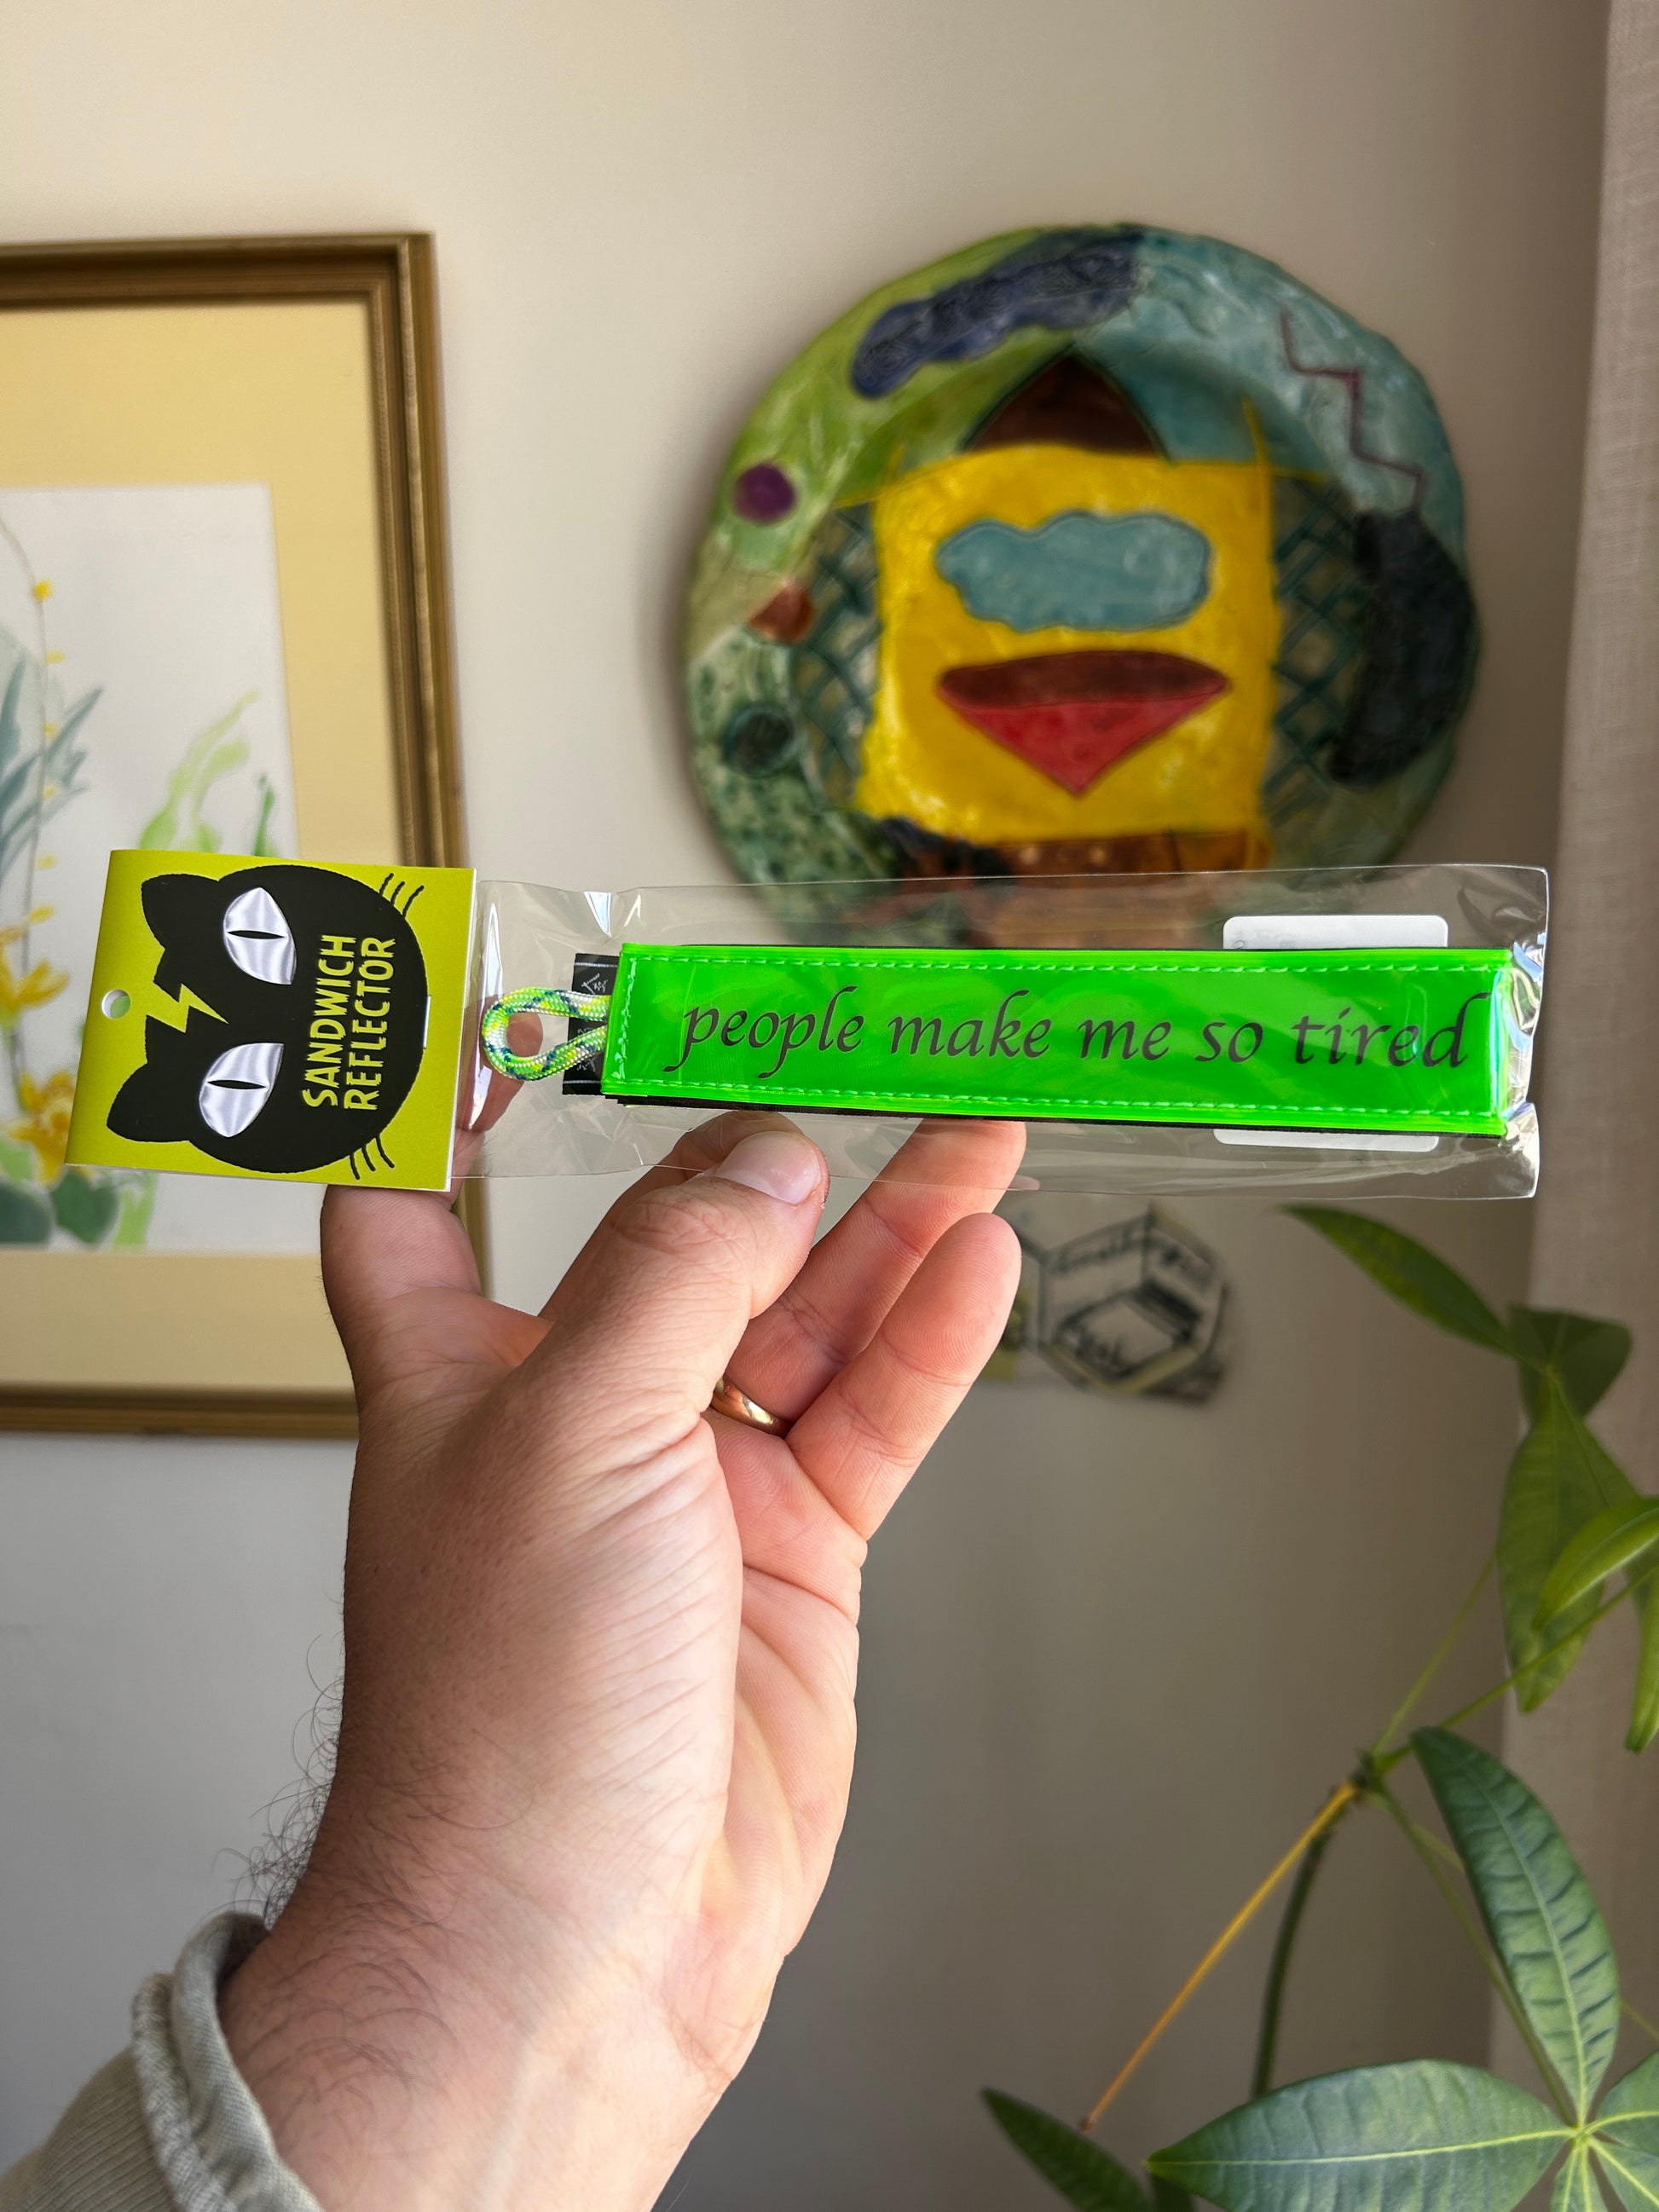 SANDWICH
REFLECTOR
people make me so tired